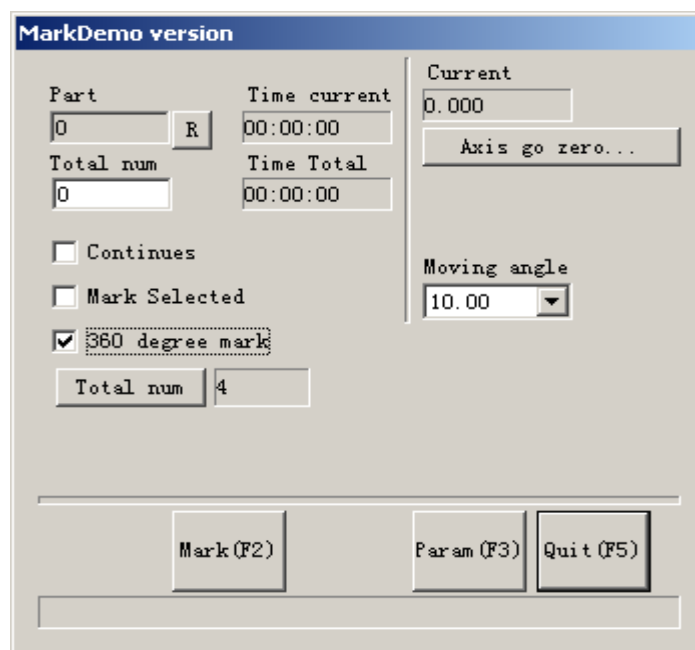 MarkDemo version
Part
Time current
0
R
00:00:00
Total num
Time Total
0
00:00:00
Continues
Mark Selected
360 degree mark
Total num
4
Current
0.000
Axis go zero...
Moving angle
10.00
Mark(F2)
Param(F3)
Quit(F5)